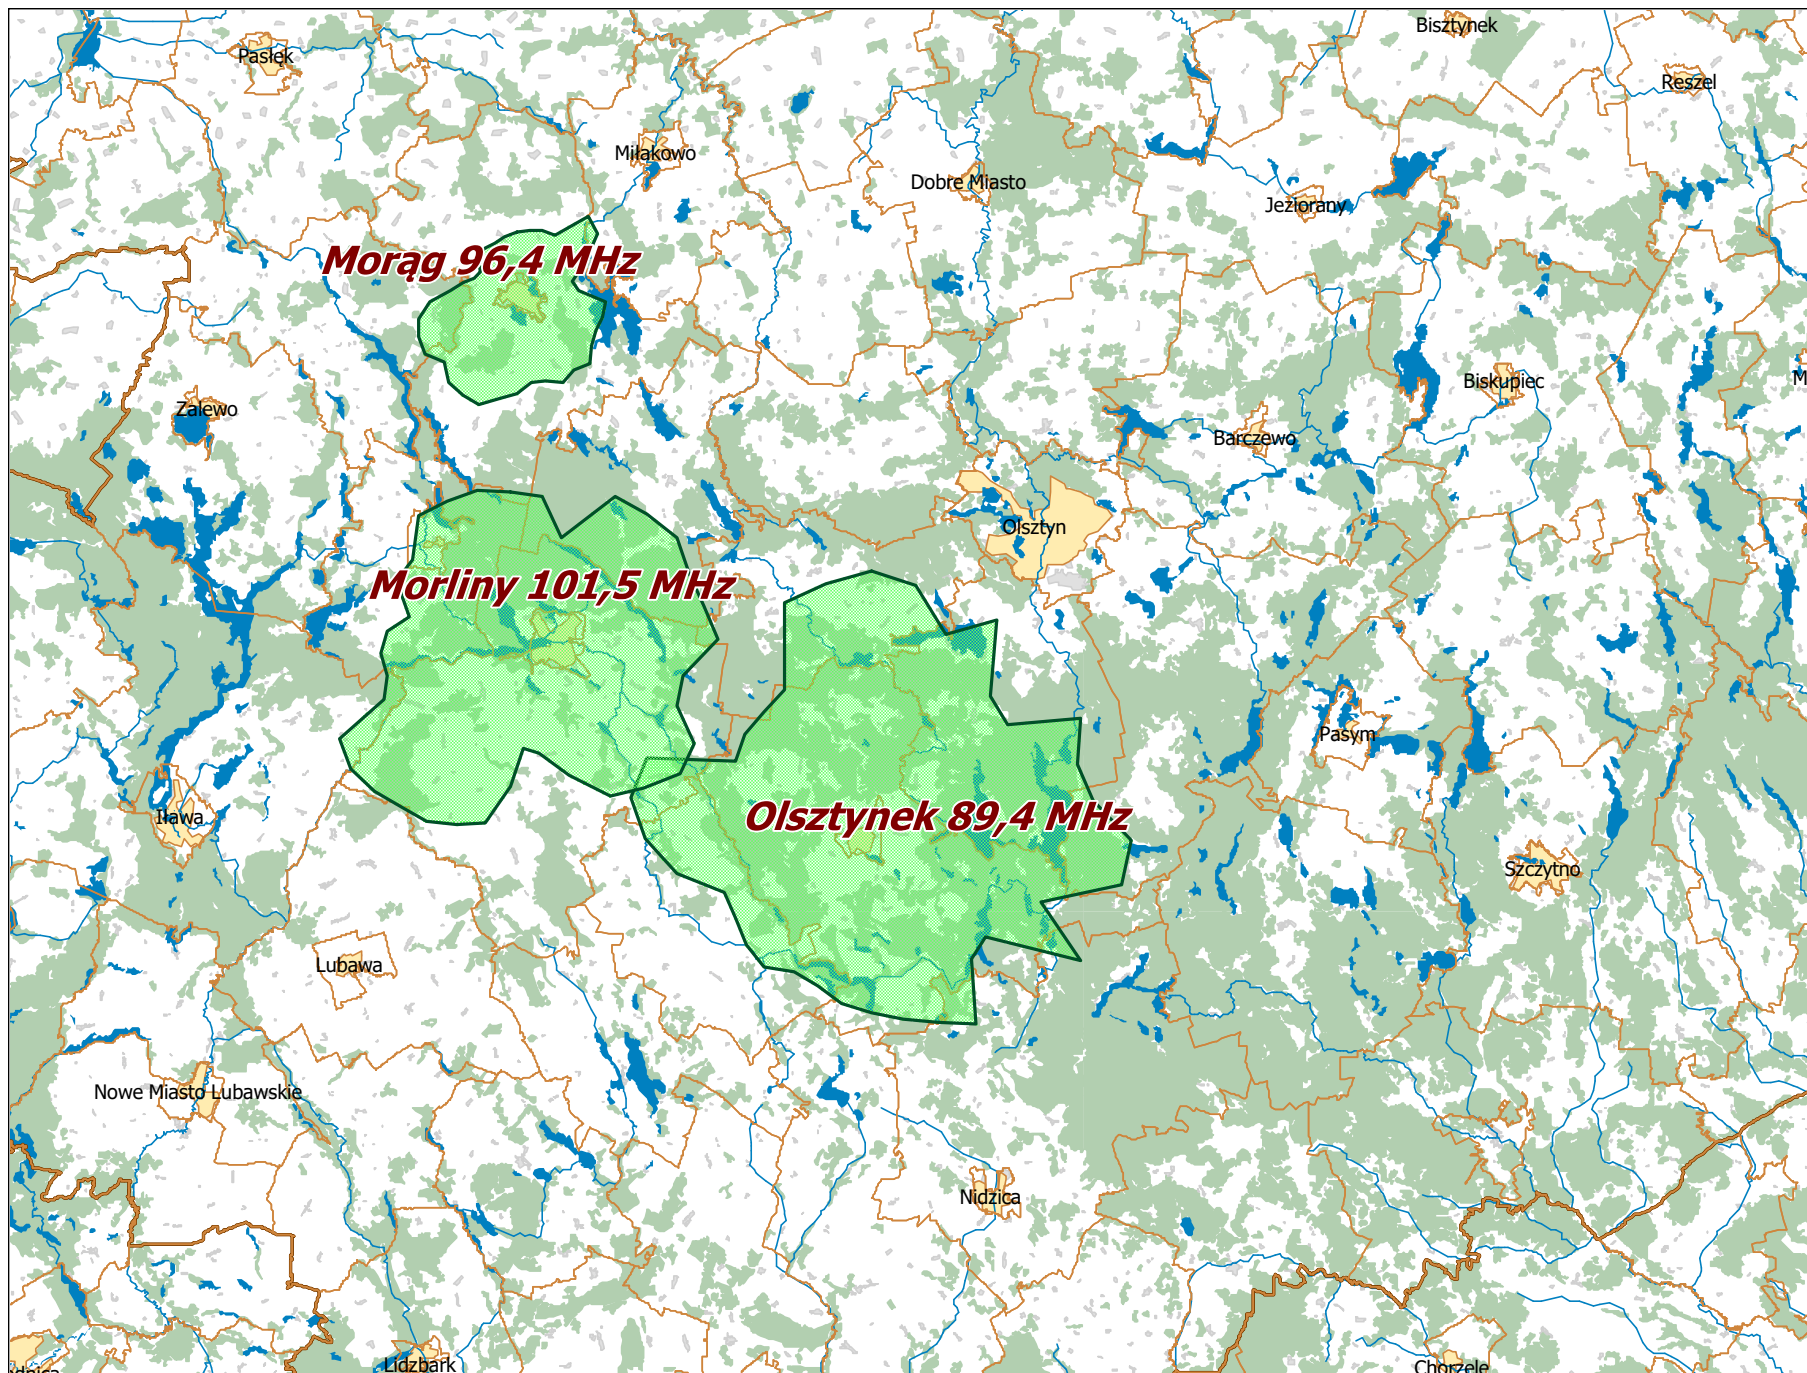 Bisztynek
Pasłęk
Reszel
Miłakowo
Dobre Miasto
Jeziorany
Morąg 96,4 MHz
Biskupiec
M
Zalewo
Barczewo
Olsztyn
Morliny 101,5 MHz
Pasym
Iława
Olsztynek 89,4 MHz
Szczytno
Lubawa
Nowe Miasto Lubawskie
Nidzica
Lidzbark
Chorzele